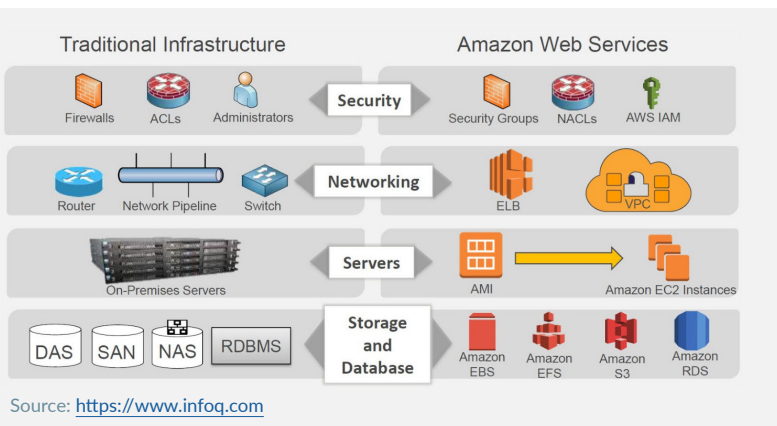 Traditional Infrastructure
Amazon Web Services
Firewalls
ACLs
Administrators
Security
Security Groups
NACLs
AWS IAM
Router
Network Pipeline
Switch
Networking
ELB
VPC
On-Premises Servers
Servers
AMI
Amazon EC2 Instances
DAS
SAN
NAS
RDBMS
Storage
and
Database
Amazon
EBS
Amazon
EFS
Amazon
S3
Amazon
RDS
Source: https://www.infoq.com